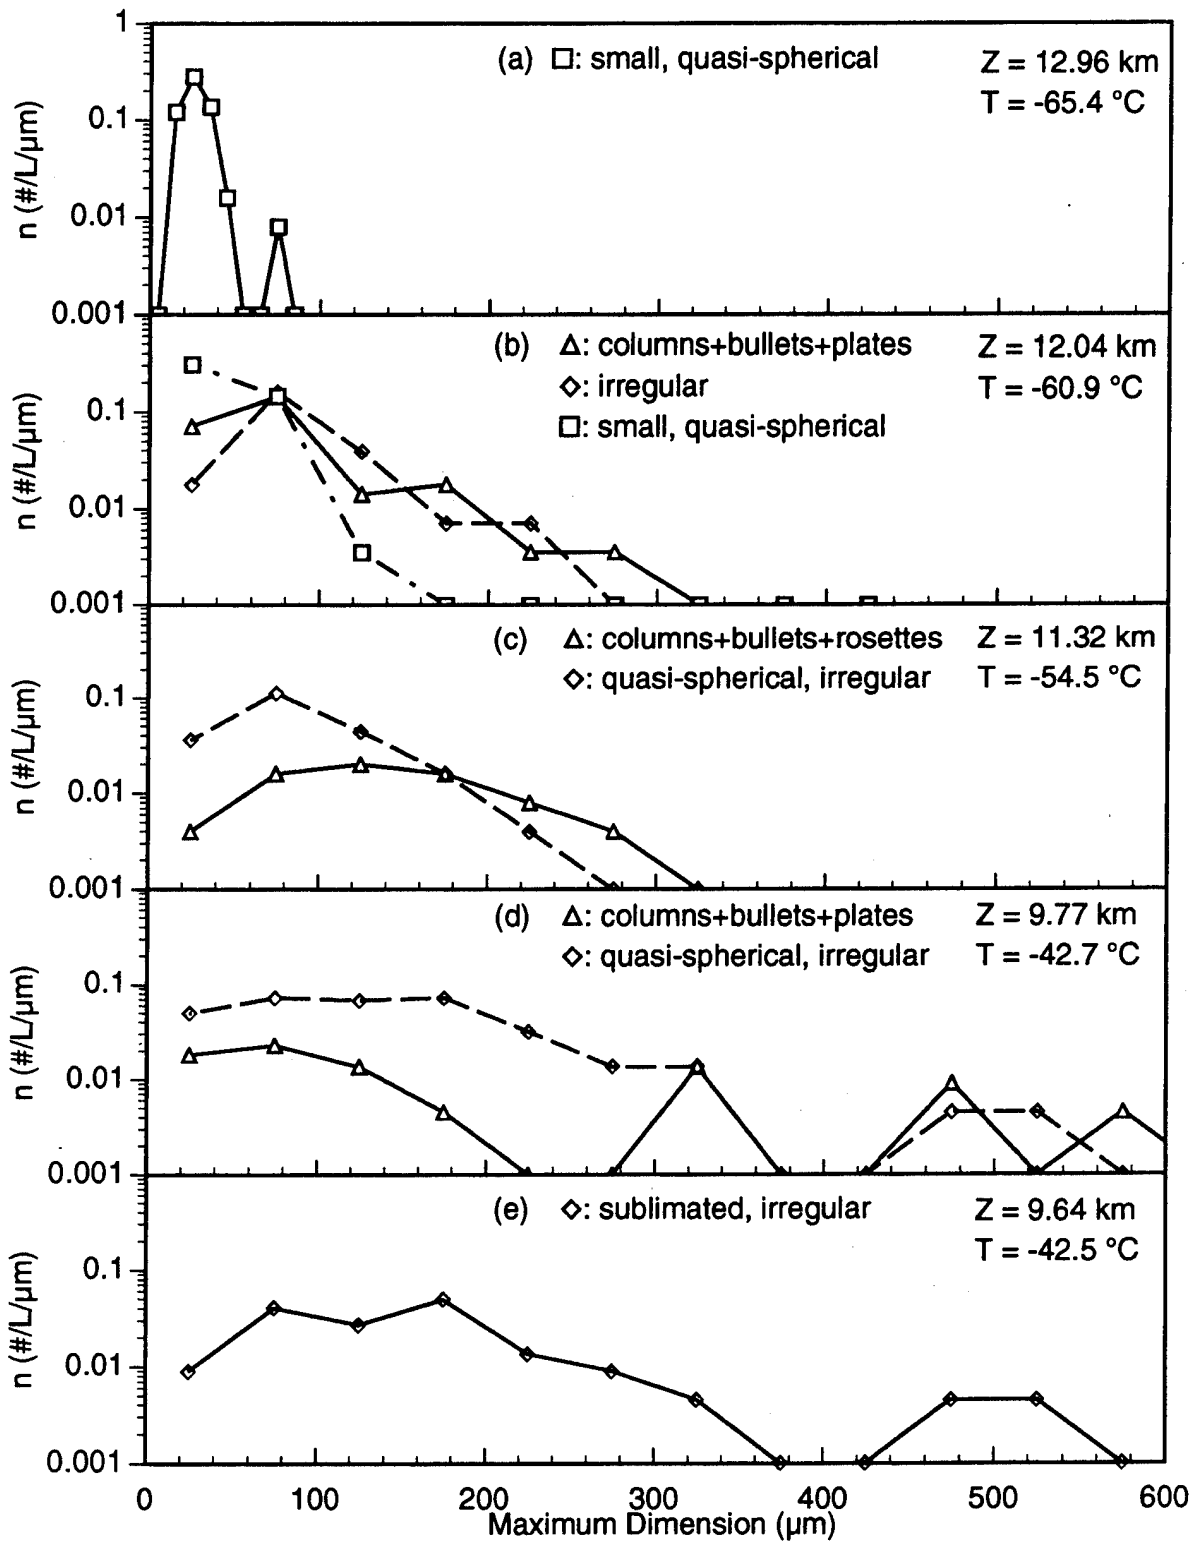 1
(a) □: small, quasi-spherical
Z = 12.96 km
T = -65.4 °C
0.1
n (#/L/μm)
0.01
0.001
(b) △: columns+bullets+plates
Z = 12.04 km
◇: irregular
T = -60.9 °C
□: small, quasi-spherical
0.1
n (#/L/μm)
0.01
0.001
(c) △: columns+bullets+rosettes
Z = 11.32 km
◇: quasi-spherical, irregular
T = -54.5 °C
0.1
n (#/L/μm)
0.01
0.001
(d) △: columns+bullets+plates
Z = 9.77 km
◇: quasi-spherical, irregular
T = -42.7 °C
0.1
n (#/L/μm)
0.01
0.001
(e) ◇: sublimated, irregular
Z = 9.64 km
T = -42.5 °C
0.1
n (#/L/μm)
0.01
0.001
0 100 200 300 400 500 600
Maximum Dimension (μm)